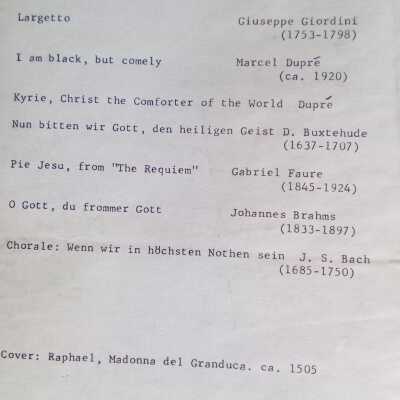 Largetto Giuseppe Giordini
(1753-1798)
I am black, but comely Marcel Dupré
(ca. 1920)
Kyrie, Christ the Comforter of the World Dupré
Nun bitten wir Gott, den heiligen Geist D. Buxtehude
(1637-1707)
Pie Jesu, from "The Requiem" Gabriel Faure
(1845-1924)
O Gott, du frommer Gott Johannes Brahms
(1833-1897)
Chorale: Wenn wir in höchsten Nothen sein J. S. Bach
(1685-1750)
Cover: Raphael, Madonna del Granduca. ca. 1505